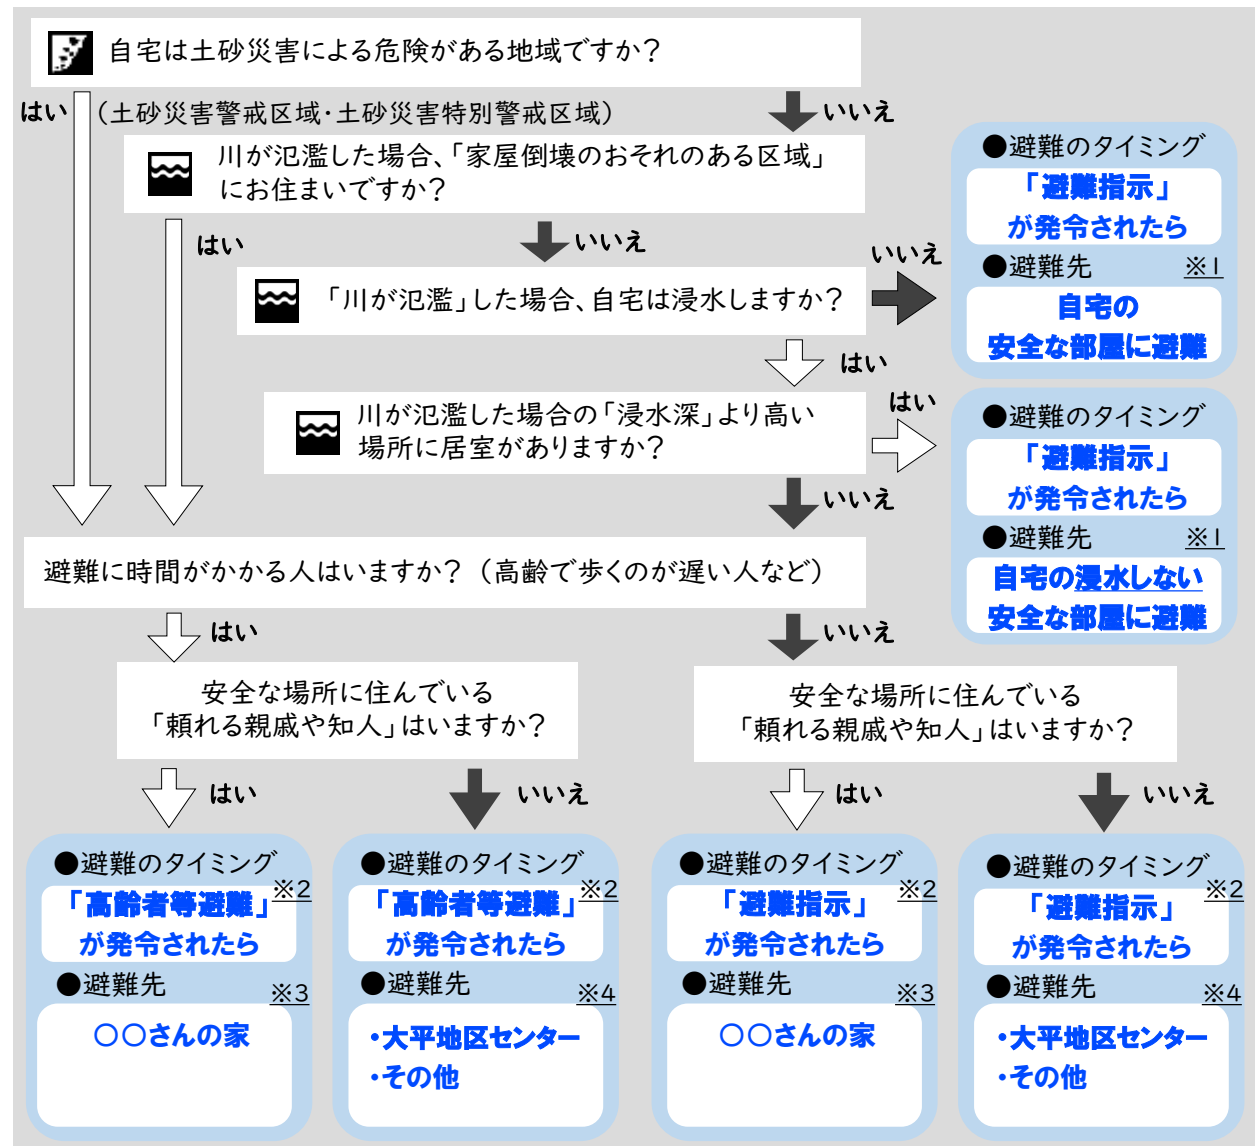 自宅は土砂災害による危険がある地域ですか？
はい
（土砂災害警戒区域・土砂災害特別警戒区域）
いいえ
川が氾濫した場合、「家屋倒壊のおそれのある区域」
にお住まいですか？
はい
いいえ
「川が氾濫」した場合、自宅は浸水しますか？
いいえ
●避難のタイミング
「避難指示」
が発令されたら
●避難先 ※1
自宅の
安全な部屋に避難
はい
川が氾濫した場合の「浸水深」より高い
場所に居室がありますか？
はい
●避難のタイミング
「避難指示」
が発令されたら
●避難先 ※1
自宅の浸水しない
安全な部屋に避難
いいえ
避難に時間がかかる人はいますか？（高齢で歩くのが遅い人など）
はい
いいえ
安全な場所に住んでいる
「頼れる親戚や知人」はいますか？
安全な場所に住んでいる
「頼れる親戚や知人」はいますか？
はい
いいえ
はい
いいえ
●避難のタイミング
※2
「高齢者等避難」
が発令されたら
●避難先 ※3
〇〇さんの家
●避難のタイミング
※2
「高齢者等避難」
が発令されたら
●避難先 ※4
・大平地区センター
・その他
●避難のタイミング
※2
「避難指示」
が発令されたら
●避難先 ※3
〇〇さんの家
●避難のタイミング
※2
「避難指示」
が発令されたら
●避難先 ※4
・大平地区センター
・その他